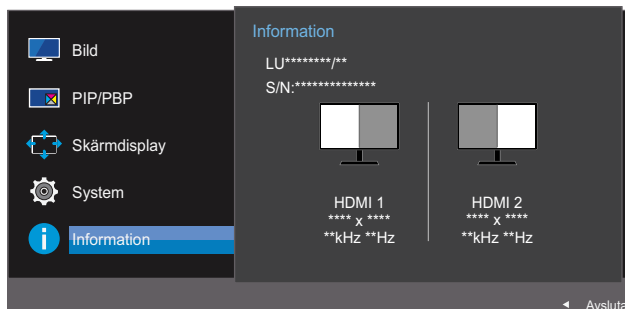 Bild
PIP/PBP
Skärmdisplay
System
Information
Information
LU********/**
S/N:**************
HDMI 1
**** x ****
**kHz **Hz
HDMI 2
**** x ****
**kHz **Hz
Avsluta